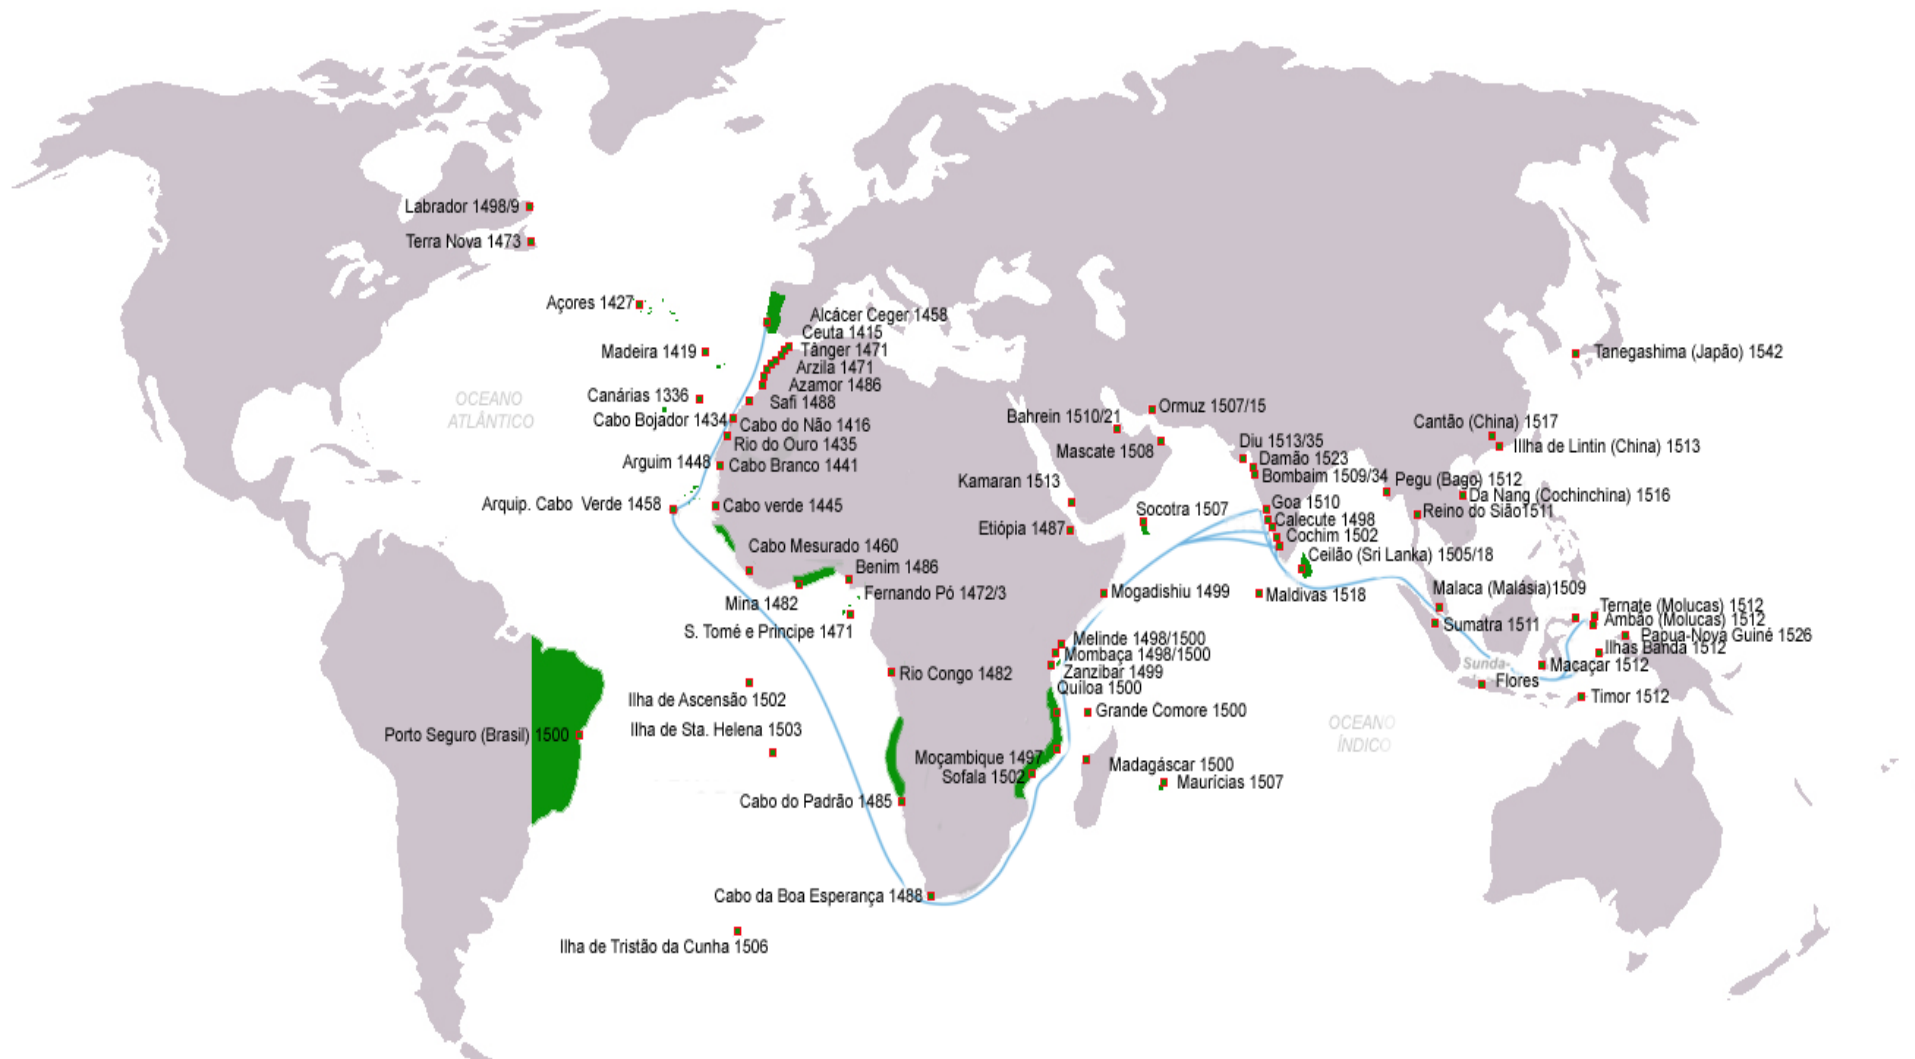 Labrador 1498/9
Terra Nova 1473
Açores 1427
Alcácer Ceger 1458
Ceuta 1415
Madeira 1419
Tânger 1471
Arzila 1471
Azamor 1486
Canárias 1336
Safi 1488
OCEANO
ATLÂNTICO
Cabo Bojador 1434
Cabo do Não 1416
Rio do Ouro 1435
Arguim 1448
Cabo Branco 1441
Arquip. Cabo Verde 1458
Cabo verde 1445
Cabo Mesurado 1460
Benim 1486
Mina 1482
Fernando Pó 1472/3
S. Tomé e Principe 1471
Rio Congo 1482
Ilha de Ascensão 1502
Ilha de Sta. Helena 1503
Porto Seguro (Brasil) 1500
Cabo do Padrão 1485
Cabo da Boa Esperança 1488
Ilha de Tristão da Cunha 1506
Tanegashima (Japão) 1542
Ormuz 1507/15
Bahrein 1510/21
Mascate 1508
Cantão (China) 1517
Illha de Lintin (China) 1513
Diu 1513/35
Damão 1523
Bombaim 1509/34
Pegu (Bago) 1512
Kamaran 1513
Da Nang (Cochinchina) 1516
Goa 1510
Socotra 1507
Reino do Sião1511
Calecute 1498
Etiópia 1487
Cochim 1502
Ceilão (Sri Lanka) 1505/18
Mogadishiu 1499
Maldivas 1518
Malaca (Malásia)1509
Ternate (Molucas) 1512
Ambão (Molucas) 1512
Sumatra 1511
Papua-Nova Guiné 1526
Melinde 1498/1500
Mombaça 1498/1500
Ilhas Banda 1512
Zanzibar 1499
Sunda-
Macaçar 1512
Quíloa 1500
Flores
Timor 1512
Grande Comore 1500
OCEANO
ÍNDICO
Moçambique 1497
Madagáscar 1500
Sofala 1502
Maurícias 1507